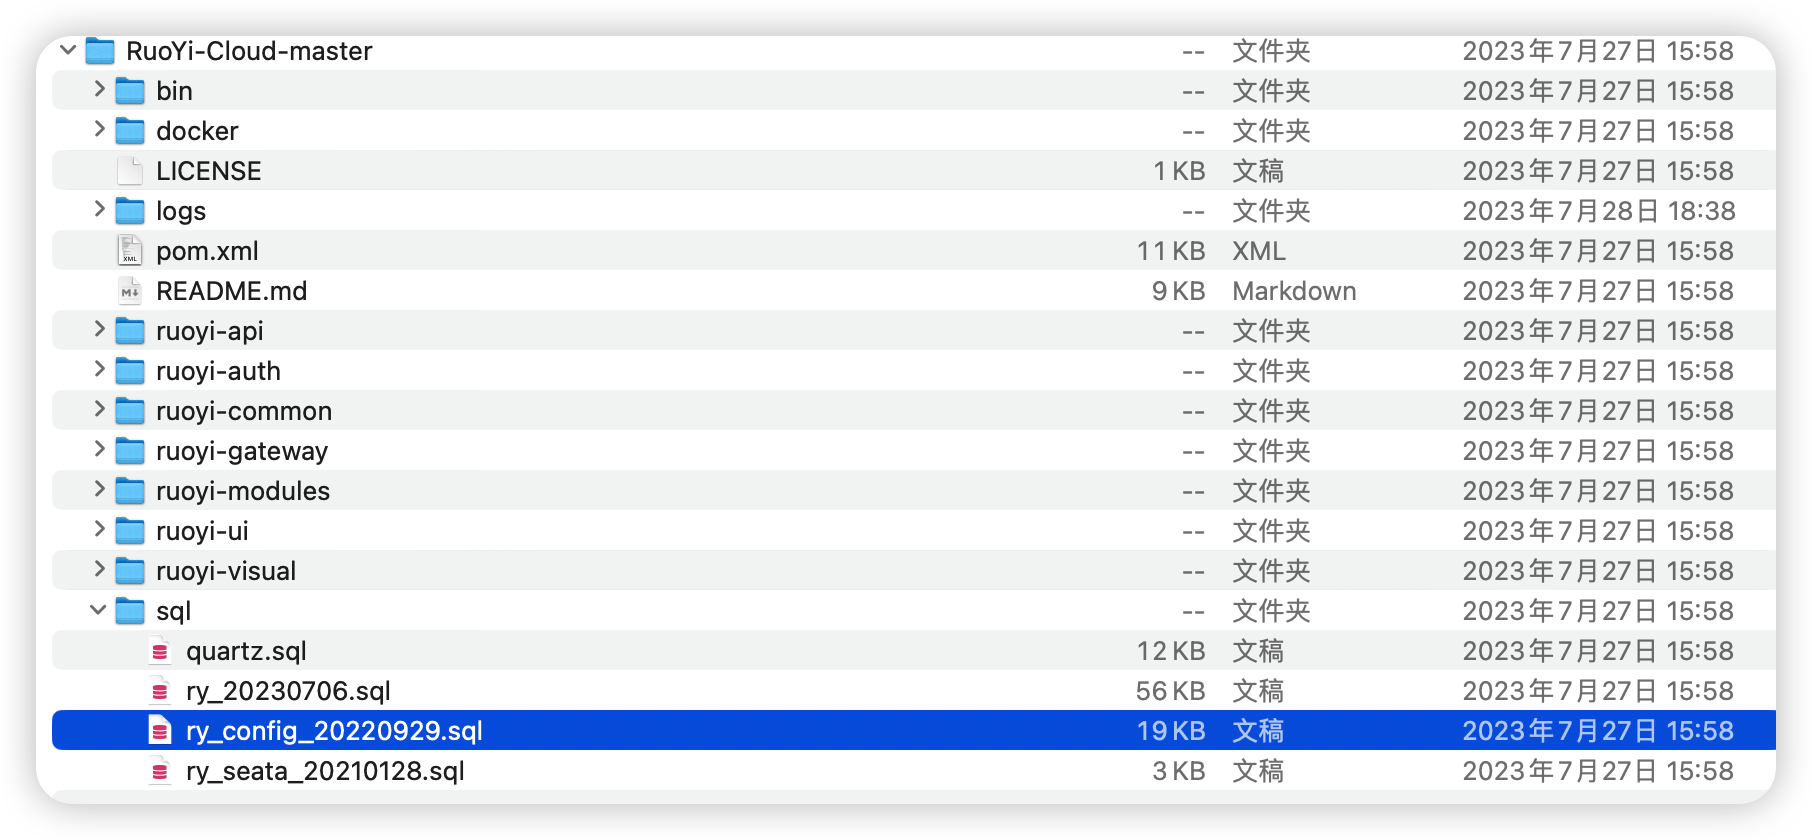 RuoYi-Cloud-master -- 文件夹 2023年7月27日 15:58
bin -- 文件夹 2023年7月27日 15:58
docker -- 文件夹 2023年7月27日 15:58
LICENSE 1 KB 文稿 2023年7月27日 15:58
logs -- 文件夹 2023年7月28日 18:38
pom.xml 11 KB XML 2023年7月27日 15:58
README.md 9 KB Markdown 2023年7月27日 15:58
ruoyi-api -- 文件夹 2023年7月27日 15:58
ruoyi-auth -- 文件夹 2023年7月27日 15:58
ruoyi-common -- 文件夹 2023年7月27日 15:58
ruoyi-gateway -- 文件夹 2023年7月27日 15:58
ruoyi-modules -- 文件夹 2023年7月27日 15:58
ruoyi-ui -- 文件夹 2023年7月27日 15:58
ruoyi-visual -- 文件夹 2023年7月27日 15:58
sql -- 文件夹 2023年7月27日 15:58
quartz.sql 12 KB 文稿 2023年7月27日 15:58
ry_20230706.sql 56 KB 文稿 2023年7月27日 15:58
ry_config_20220929.sql 19 KB 文稿 2023年7月27日 15:58
ry_seata_20210128.sql 3 KB 文稿 2023年7月27日 15:58